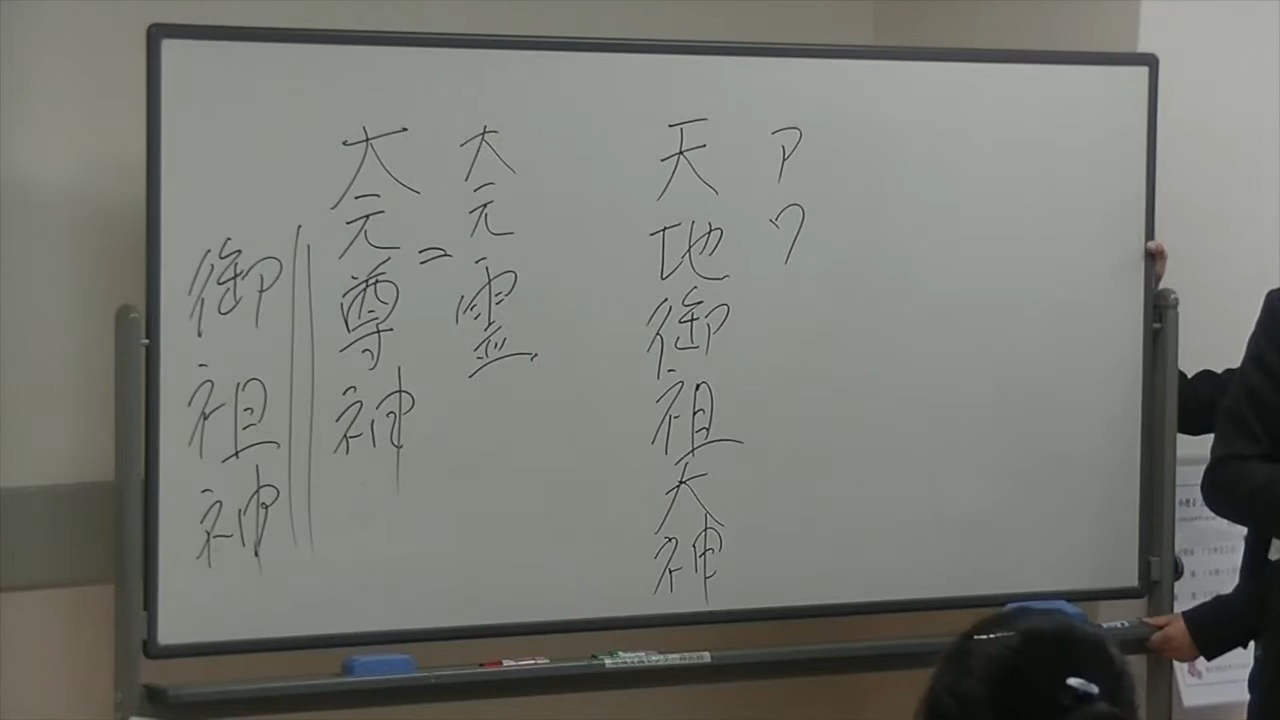 アワ
天地御祖大神
大元霊
＝
大元尊神
御祖神